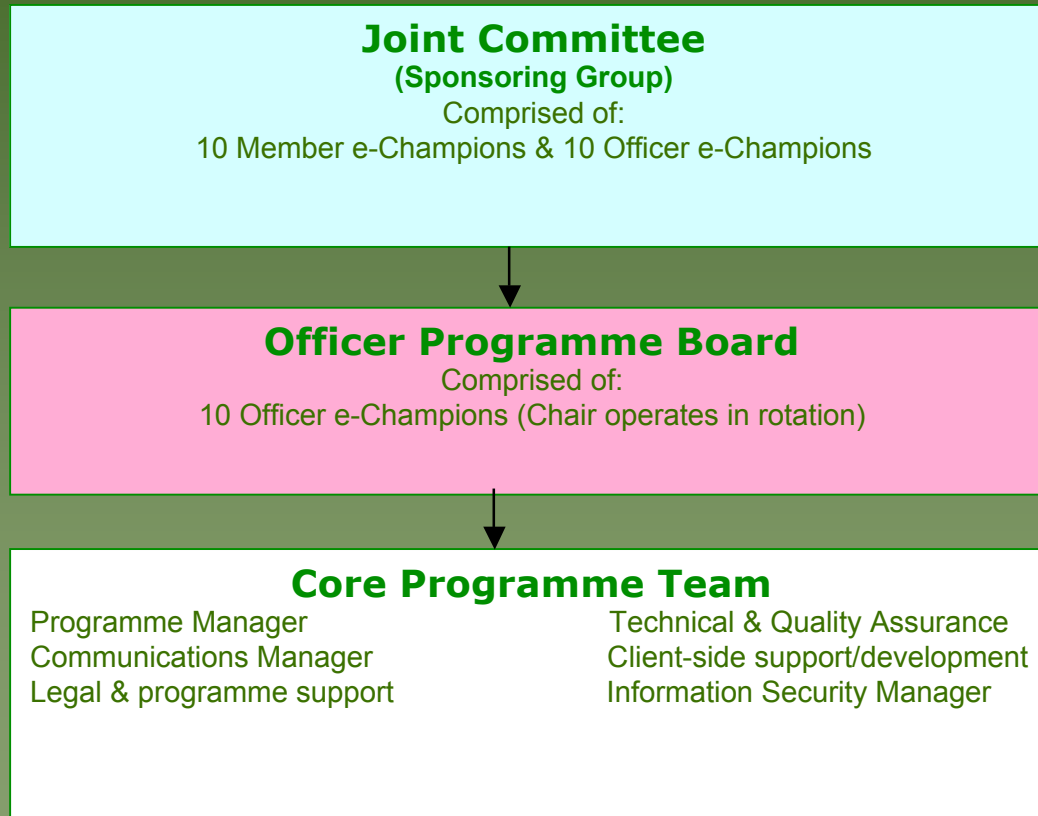 Joint Committee
(Sponsoring Group)
Comprised of:
10 Member e-Champions & 10 Officer e-Champions
Officer Programme Board
Comprised of:
10 Officer e-Champions (Chair operates in rotation)
Core Programme Team
Programme Manager
Communications Manager
Legal & programme support
Technical & Quality Assurance
Client-side support/development
Information Security Manager